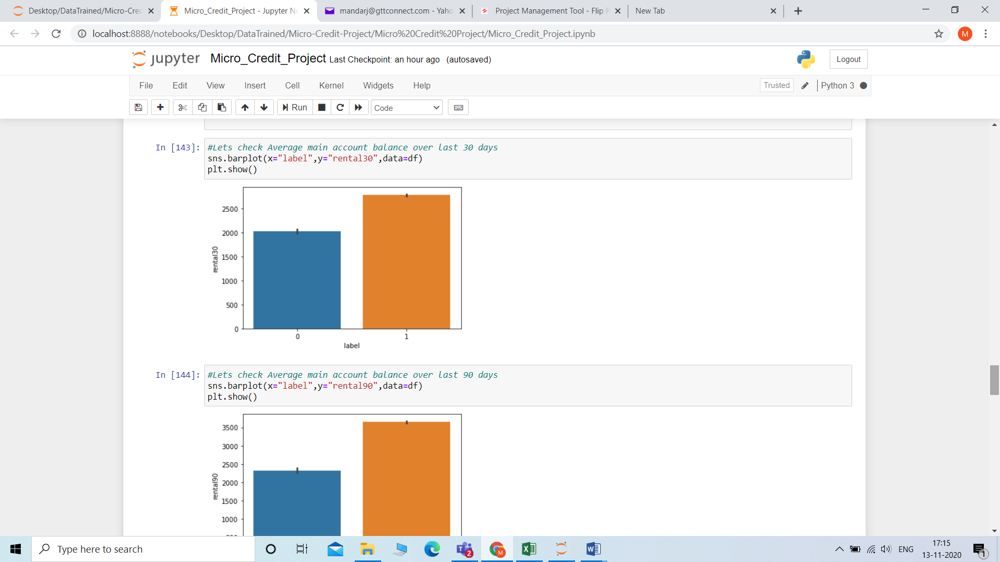 Desktop/DataTrained/Micro-Cred
Micro_Credit_Project - Jupyter No
mandarj@gttconnect.com - Yaho
Project Management Tool - Flip R
New Tab
localhost:8888/notebooks/Desktop/DataTrained/Micro-Credit-Project/Micro%20Credit%20Project/Micro_Credit_Project.ipynb
M
jupyter Micro_Credit_Project Last Checkpoint: an hour ago (autosaved)
Logout
File Edit View Insert Cell Kernel Widgets Help
Trusted
Python 3
Run
Code
In [143]: #Lets check Average main account balance over last 30 days
sns.barplot(x="label",y="rental30",data=df)
plt.show()
2500
2000
1500
1000
500
0
rental30
0 1
label
In [144]: #Lets check Average main account balance over last 90 days
sns.barplot(x="label",y="rental90",data=df)
plt.show()
3500
3000
2500
2000
1500
1000
rental90
Type here to search
2
M
ENG
17:15
13-11-2020
1